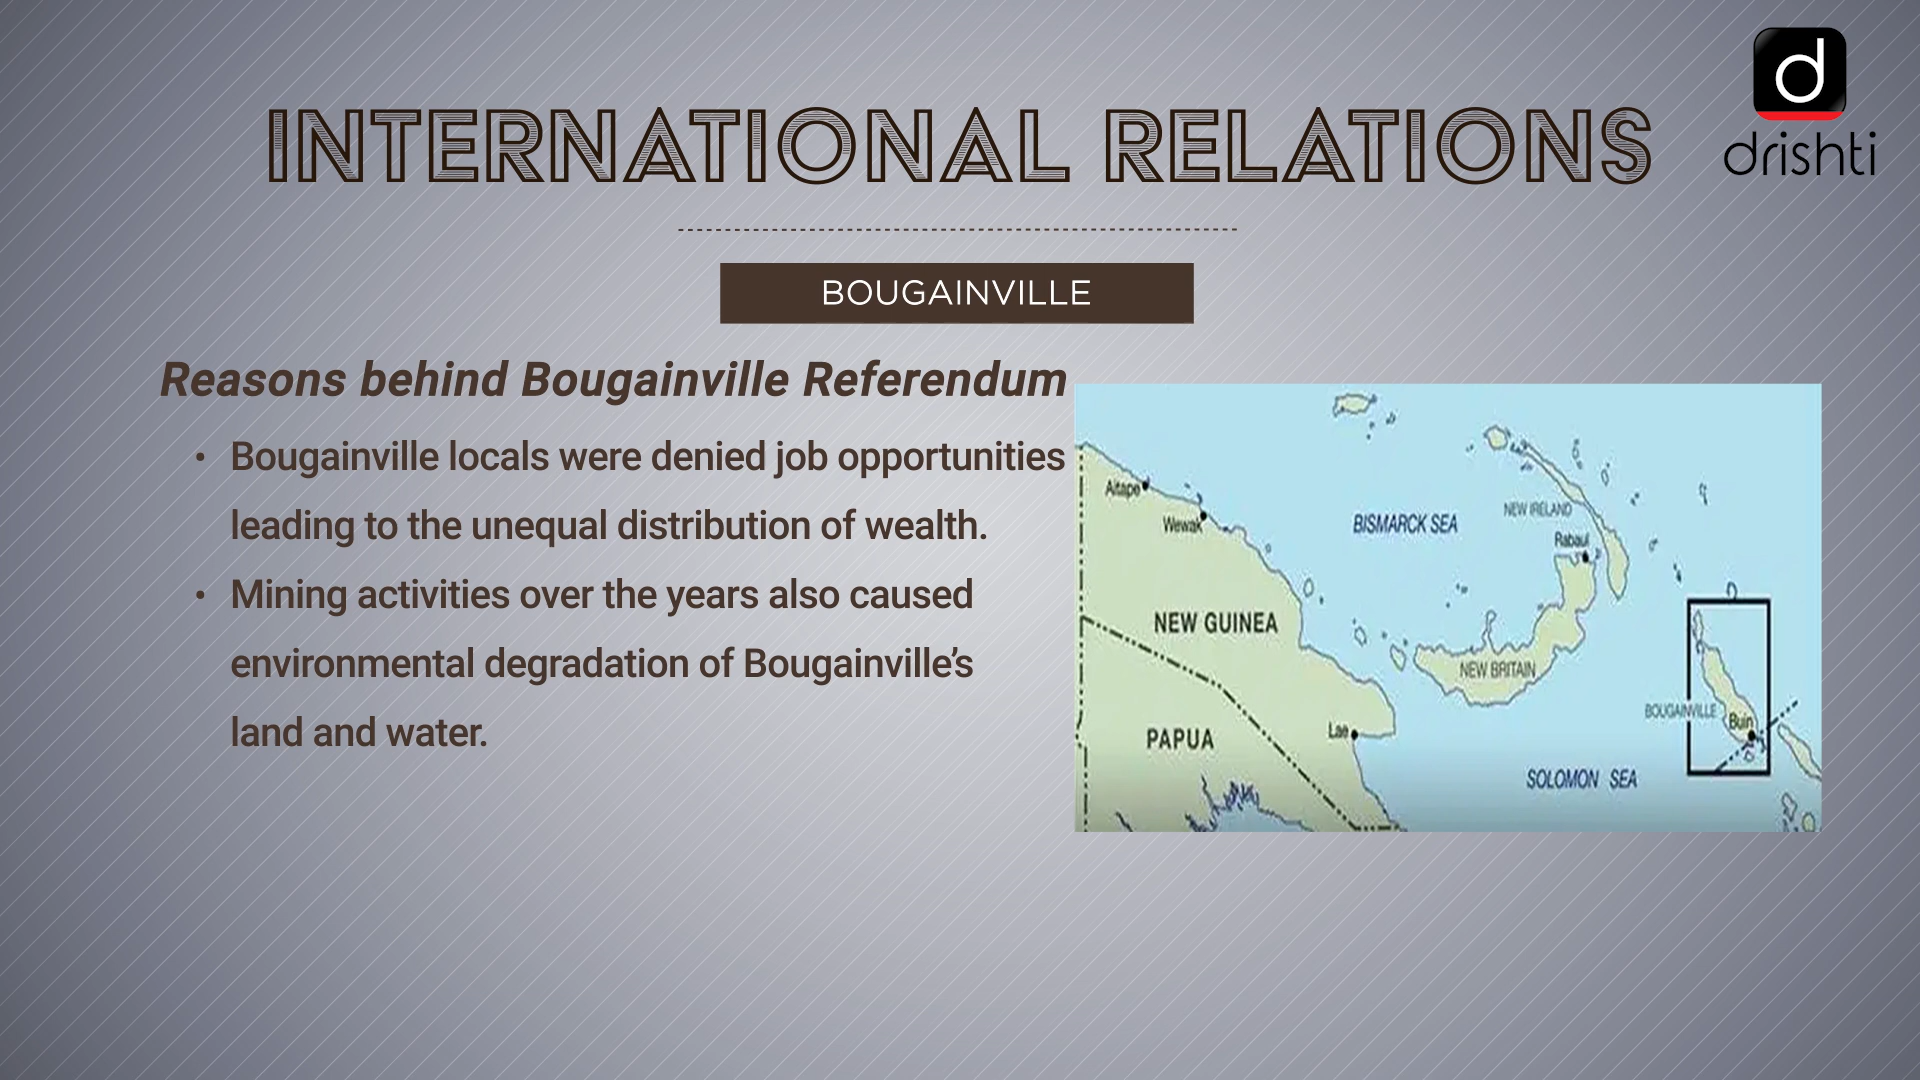 INTERNATIONAL RELATIONS
d
drishti
BOUGAINVILLE
Reasons behind Bougainville Referendum
• Bougainville locals were denied job opportunities
leading to the unequal distribution of wealth.
• Mining activities over the years also caused
environmental degradation of Bougainville’s
land and water.
Aitape
Wewak
BISMARCK SEA
NEW IRELAND
Rabaul
NEW GUINEA
NEW BRITAIN
BOUGAINVILLE
Buin
Lae
PAPUA
SOLOMON SEA